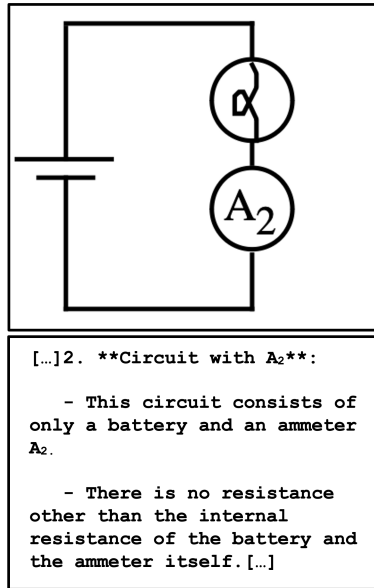 A₂
[…]2. **Circuit with A₂**:
- This circuit consists of
only a battery and an ammeter
A₂.
- There is no resistance
other than the internal
resistance of the battery and
the ammeter itself.[…]